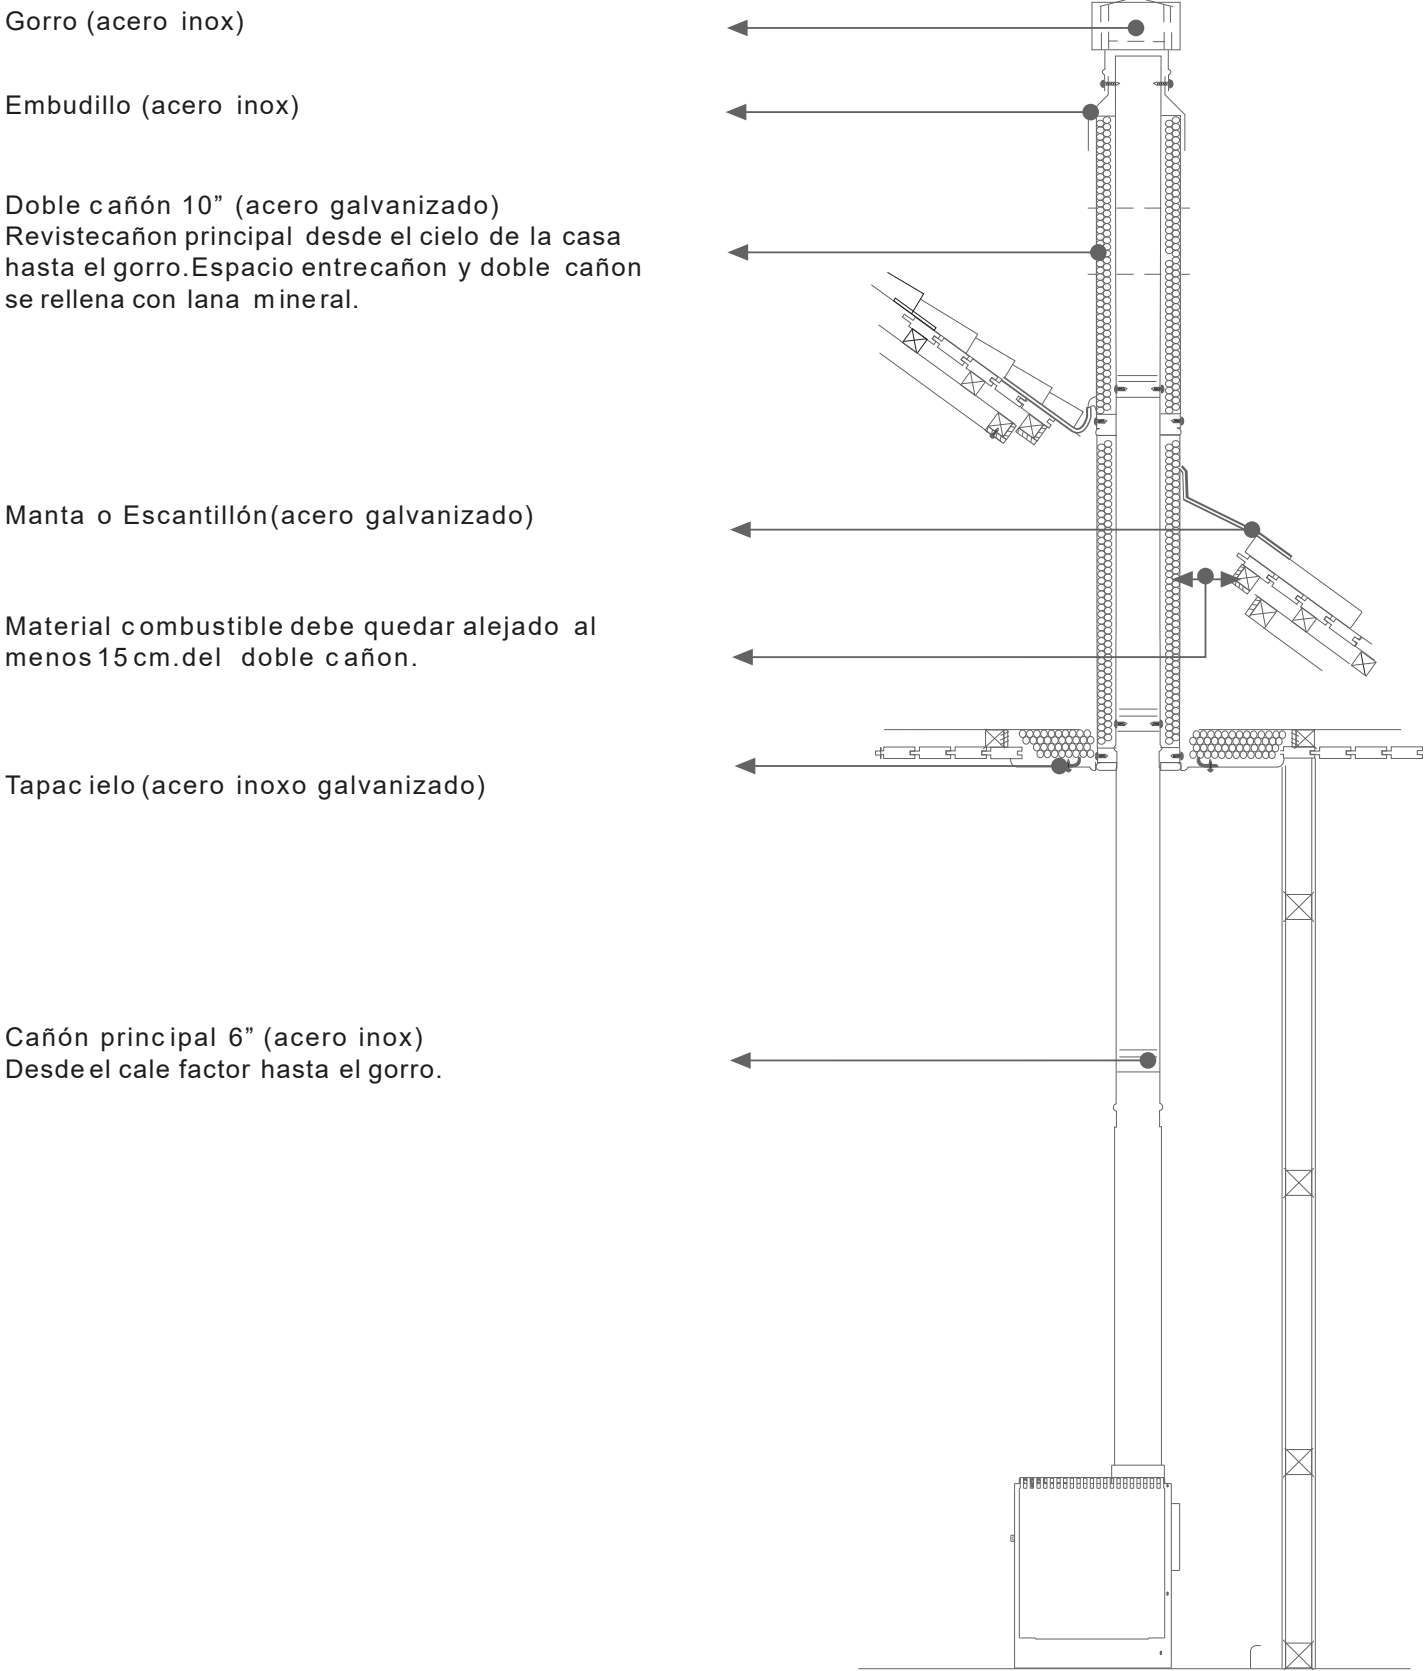 Gorro (acero inox)
Embudillo (acero inox)
Doble cañón 10” (acero galvanizado)
Revistecañon principal desde el cielo de la casa
hasta el gorro.Espacio entrecañon y doble cañon
se rellena con lana mineral.
Manta o Escantillón(acero galvanizado)
Material combustible debe quedar alejado al
menos 15 cm.del doble cañon.
Tapac ielo (acero inoxo galvanizado)
Cañón principal 6” (acero inox)
Desde el cale factor hasta el gorro.